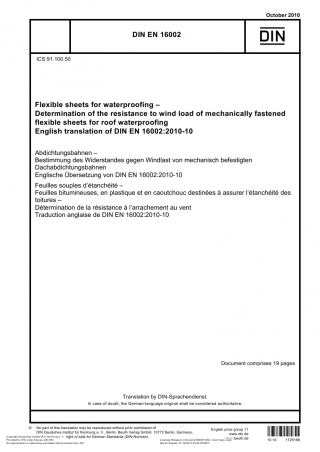 October 2010
DIN EN 16002
DIN
ICS 91.100.50
Flexible sheets for waterproofing –
Determination of the resistance to wind load of mechanically fastened
flexible sheets for roof waterproofing
English translation of DIN EN 16002:2010-10
Abdichtungsbahnen –
Bestimmung des Widerstandes gegen Windlast von mechanisch befestigten
Dachabdichtungsbahnen
Englische Übersetzung von DIN EN 16002:2010-10
Feuilles souples d'étanchéité –
Feuilles bitumineuses, en plastique et en caoutchouc destinées à assurer l'étanchéité des
toitures –
Détermination de la résistance à l'arrachement au vent
Traduction anglaise de DIN EN 16002:2010-10
Document comprises 19 pages
Translation by DIN-Sprachendienst.
In case of doubt, the German-language original shall be considered authoritative.
© No part of this translation may be reproduced without prior permission of
DIN Deutsches Institut für Normung e. V., Berlin. Beuth Verlag GmbH, 10772 Berlin, Germany,
right of sale for German Standards (DIN-Normen).
English price group 11
www.din.de
www.beuth.de
10.10